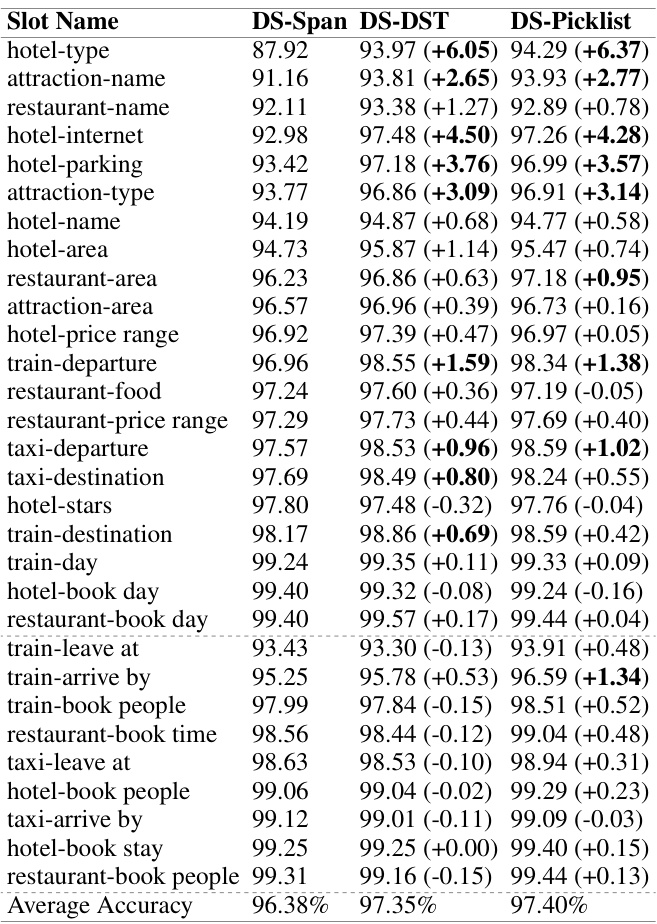 Slot Name DS-Span DS-DST DS-Picklist
hotel-type 87.92 93.97 (+6.05) 94.29 (+6.37)
attraction-name 91.16 93.81 (+2.65) 93.93 (+2.77)
restaurant-name 92.11 93.38 (+1.27) 92.89 (+0.78)
hotel-internet 92.98 97.48 (+4.50) 97.26 (+4.28)
hotel-parking 93.42 97.18 (+3.76) 96.99 (+3.57)
attraction-type 93.77 96.86 (+3.09) 96.91 (+3.14)
hotel-name 94.19 94.87 (+0.68) 94.77 (+0.58)
hotel-area 94.73 95.87 (+1.14) 95.47 (+0.74)
restaurant-area 96.23 96.86 (+0.63) 97.18 (+0.95)
attraction-area 96.57 96.96 (+0.39) 96.73 (+0.16)
hotel-price range 96.92 97.39 (+0.47) 96.97 (+0.05)
train-departure 96.96 98.55 (+1.59) 98.34 (+1.38)
restaurant-food 97.24 97.60 (+0.36) 97.19 (-0.05)
restaurant-price range 97.29 97.73 (+0.44) 97.69 (+0.40)
taxi-departure 97.57 98.53 (+0.96) 98.59 (+1.02)
taxi-destination 97.69 98.49 (+0.80) 98.24 (+0.55)
hotel-stars 97.80 97.48 (-0.32) 97.76 (-0.04)
train-destination 98.17 98.86 (+0.69) 98.59 (+0.42)
train-day 99.24 99.35 (+0.11) 99.33 (+0.09)
hotel-book day 99.40 99.32 (-0.08) 99.24 (-0.16)
restaurant-book day 99.40 99.57 (+0.17) 99.44 (+0.04)
train-leave at 93.43 93.30 (-0.13) 93.91 (+0.48)
train-arrive by 95.25 95.78 (+0.53) 96.59 (+1.34)
train-book people 97.99 97.84 (-0.15) 98.51 (+0.52)
restaurant-book time 98.56 98.44 (-0.12) 99.04 (+0.48)
taxi-leave at 98.63 98.53 (-0.10) 98.94 (+0.31)
hotel-book people 99.06 99.04 (-0.02) 99.29 (+0.23)
taxi-arrive by 99.12 99.01 (-0.11) 99.09 (-0.03)
hotel-book stay 99.25 99.25 (+0.00) 99.40 (+0.15)
restaurant-book people 99.31 99.16 (-0.15) 99.44 (+0.13)
Average Accuracy 96.38% 97.35% 97.40%